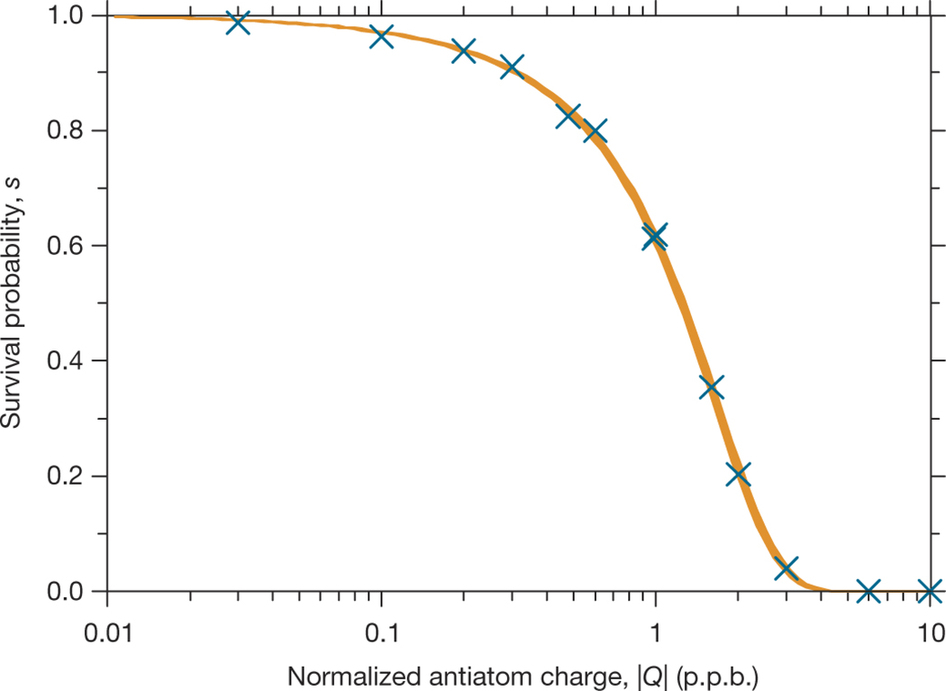 1.0
0.8
0.6
0.4
0.2
0.0
Survival probability, s
0.01 0.1 1 10
Normalized antiatom charge, |Q| (p.p.b.)